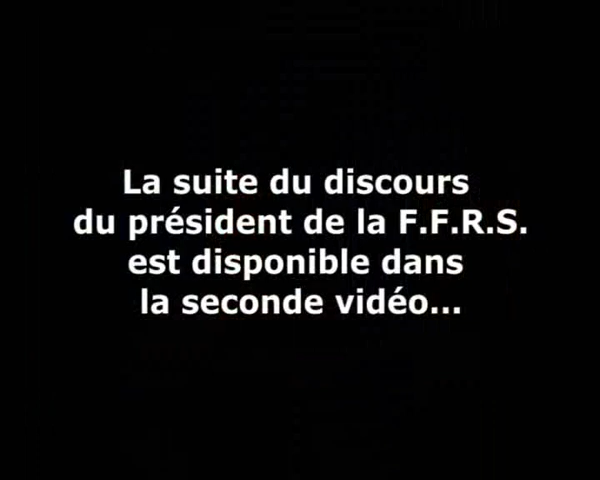 La suite du discours
du président de la F.F.R.S.
est disponible dans
la seconde vidéo...